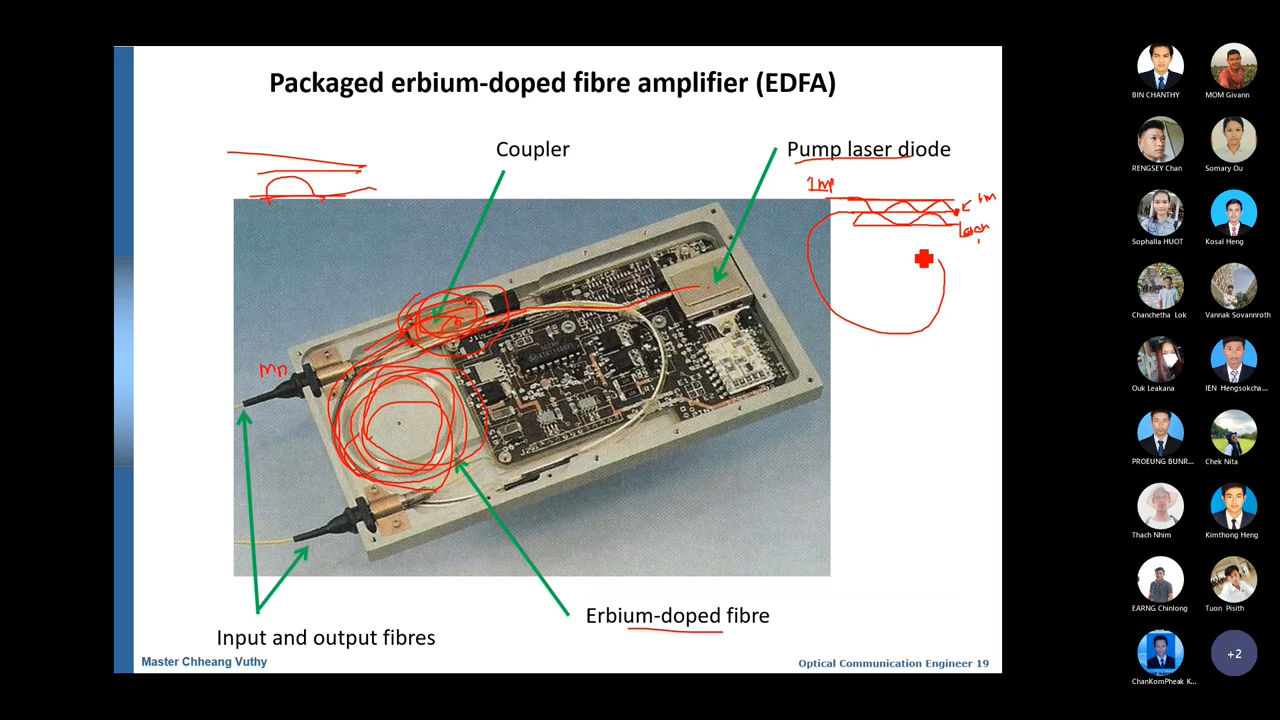 Packaged erbium-doped fibre amplifier (EDFA)
Coupler
Pump laser diode
Erbium-doped fibre
Input and output fibres
Master Chheang Vuthy
Optical Communication Engineer 19
BIN CHANTHY
MOM Givann
RENGSEY Chan
Somary Ou
Sophalla HUOT
Kosal Heng
Chanchetha Lok
Vannak Sovannroth
Ouk Leakana
IEN Hengsokcha...
PROEUNG BUNR...
Chek Nita
Thach Nhim
Kimthong Heng
EARNG Chinlong
Tuon Pisith
ChanKomPheak K...
+2